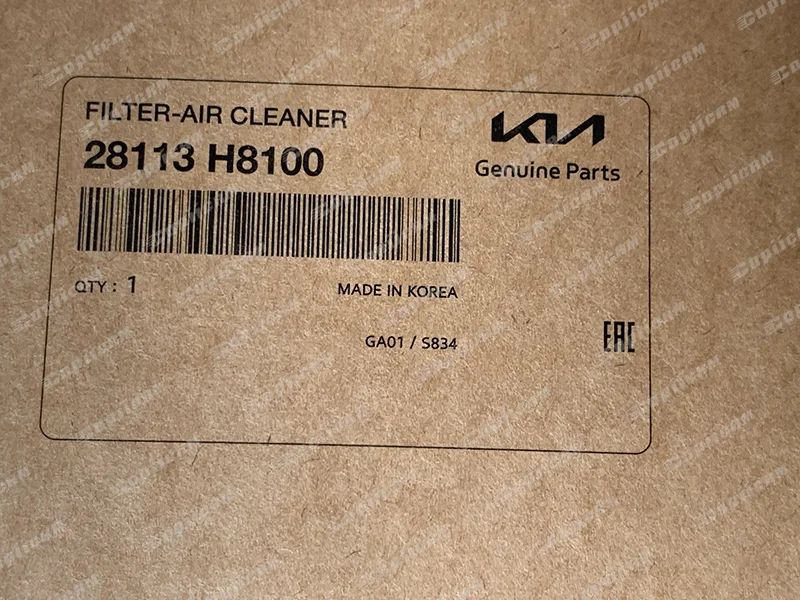 FILTER-AIR CLEANER
28113 H8100
KIA
Genuine Parts
QTY : 1
MADE IN KOREA
GA01 / S834
EAC